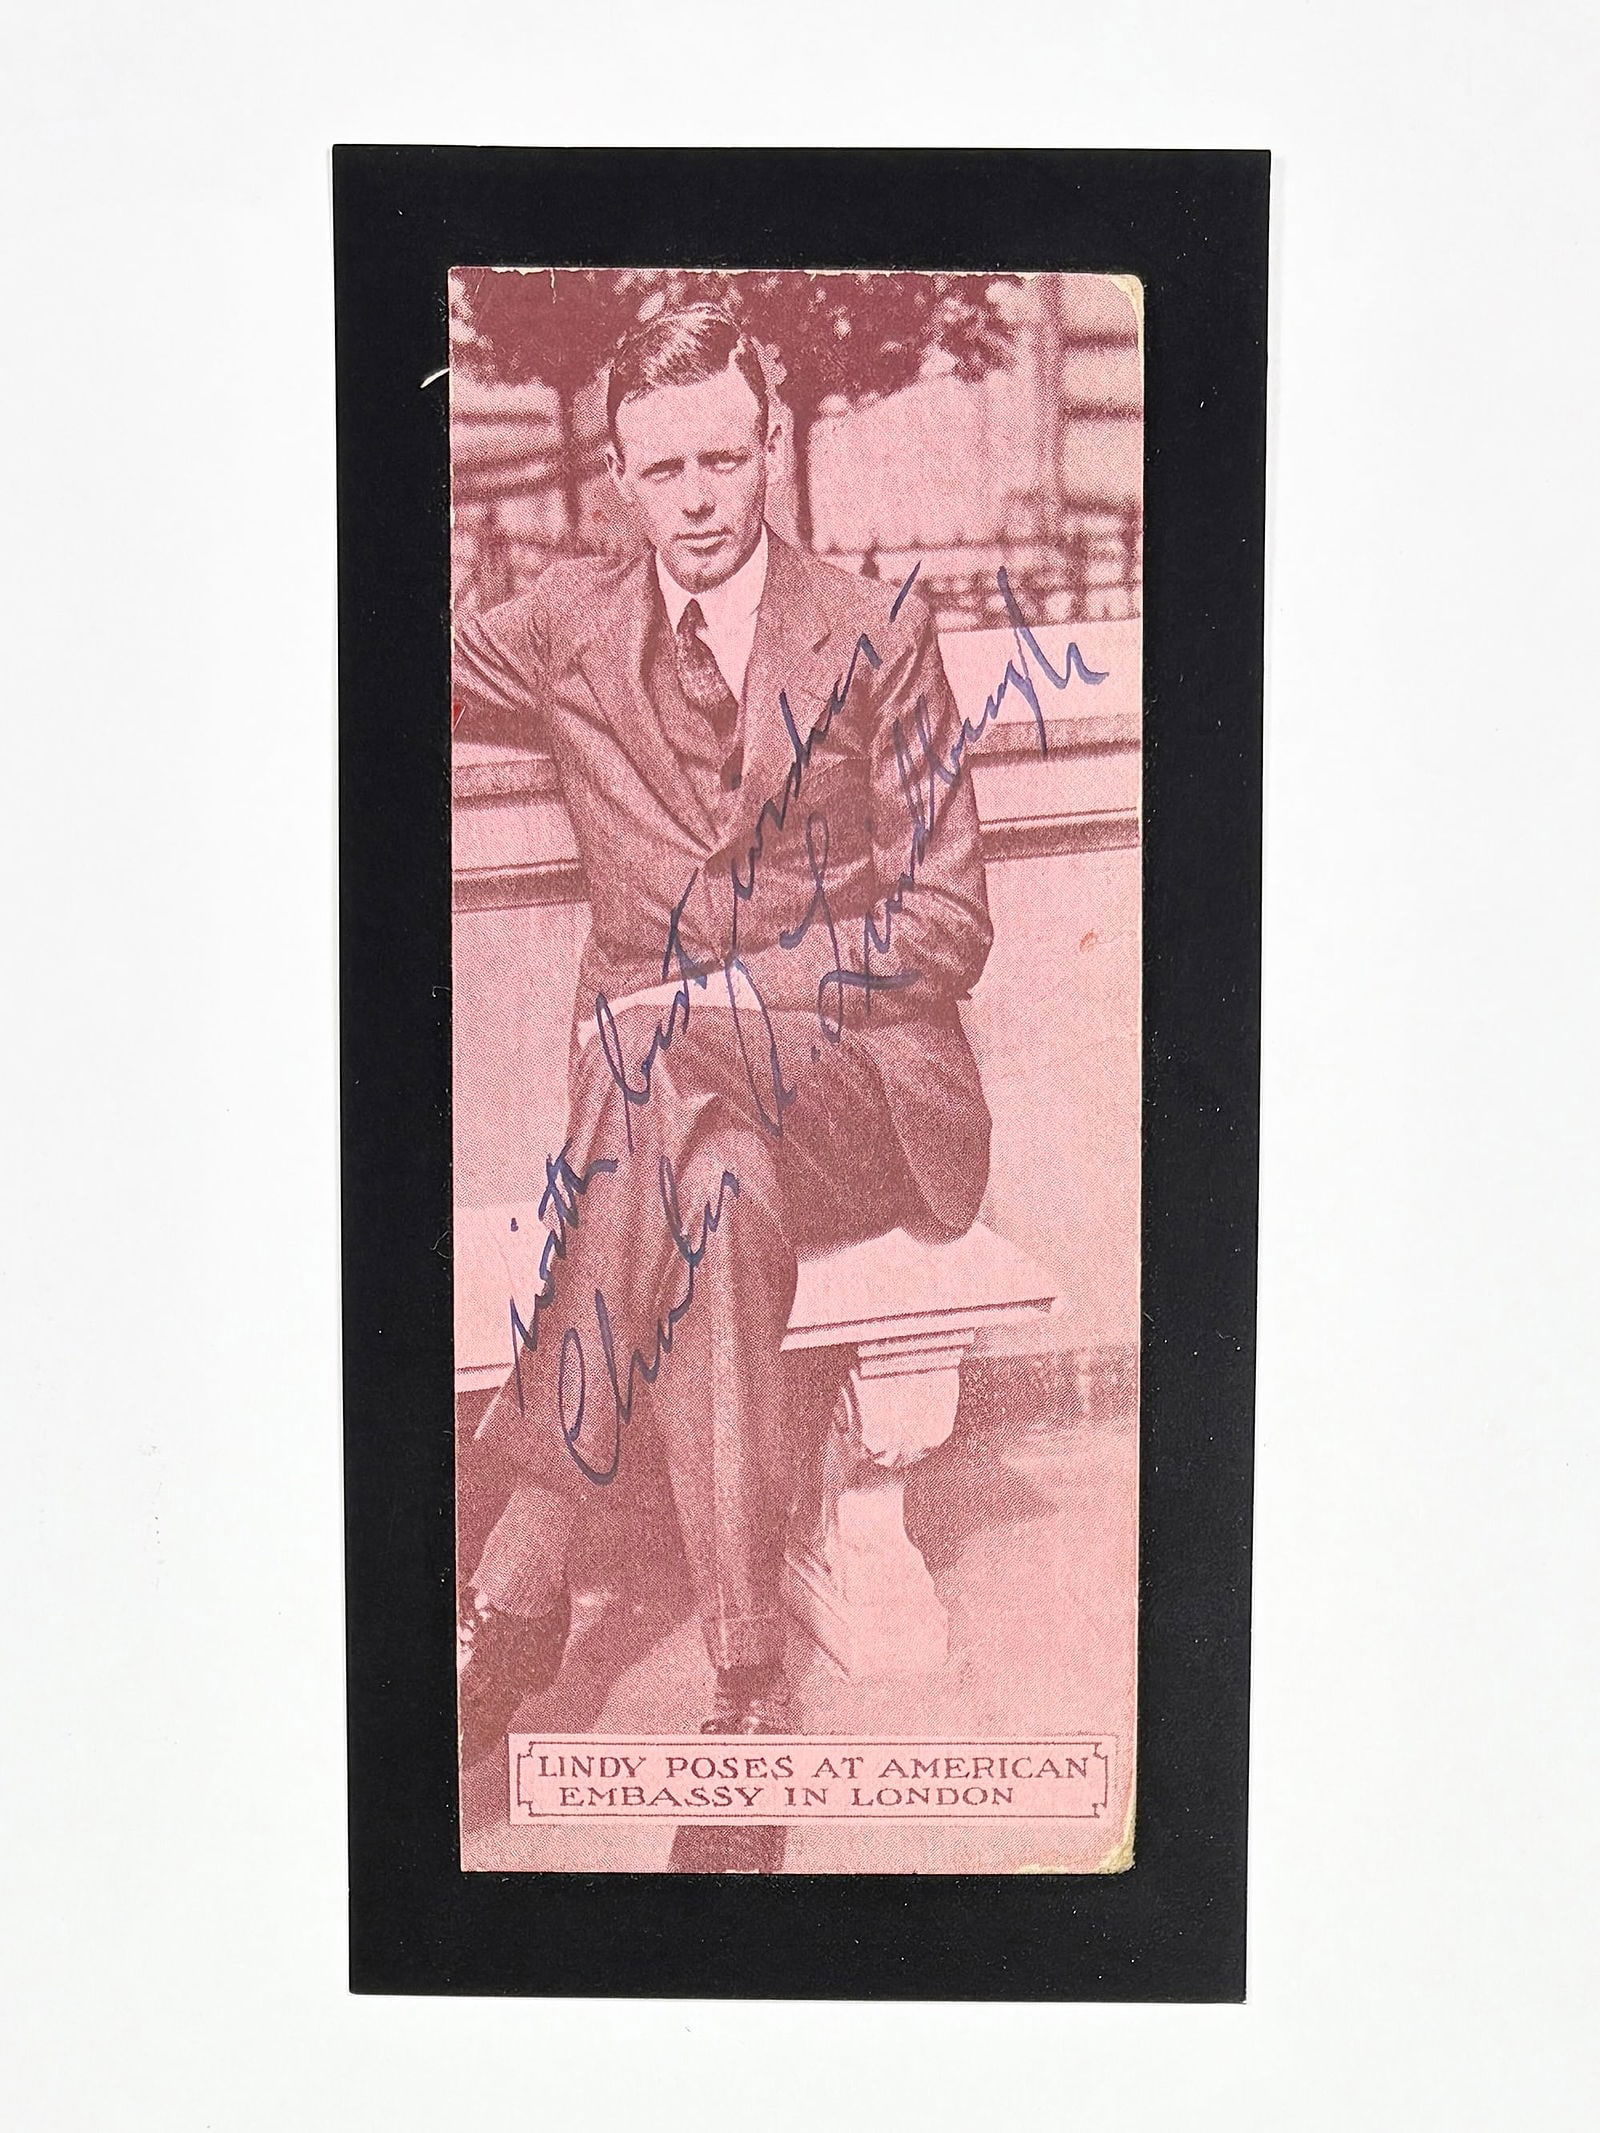 with best wishes -
Charles A. Lindbergh
LINDY POSES AT AMERICAN
EMBASSY IN LONDON